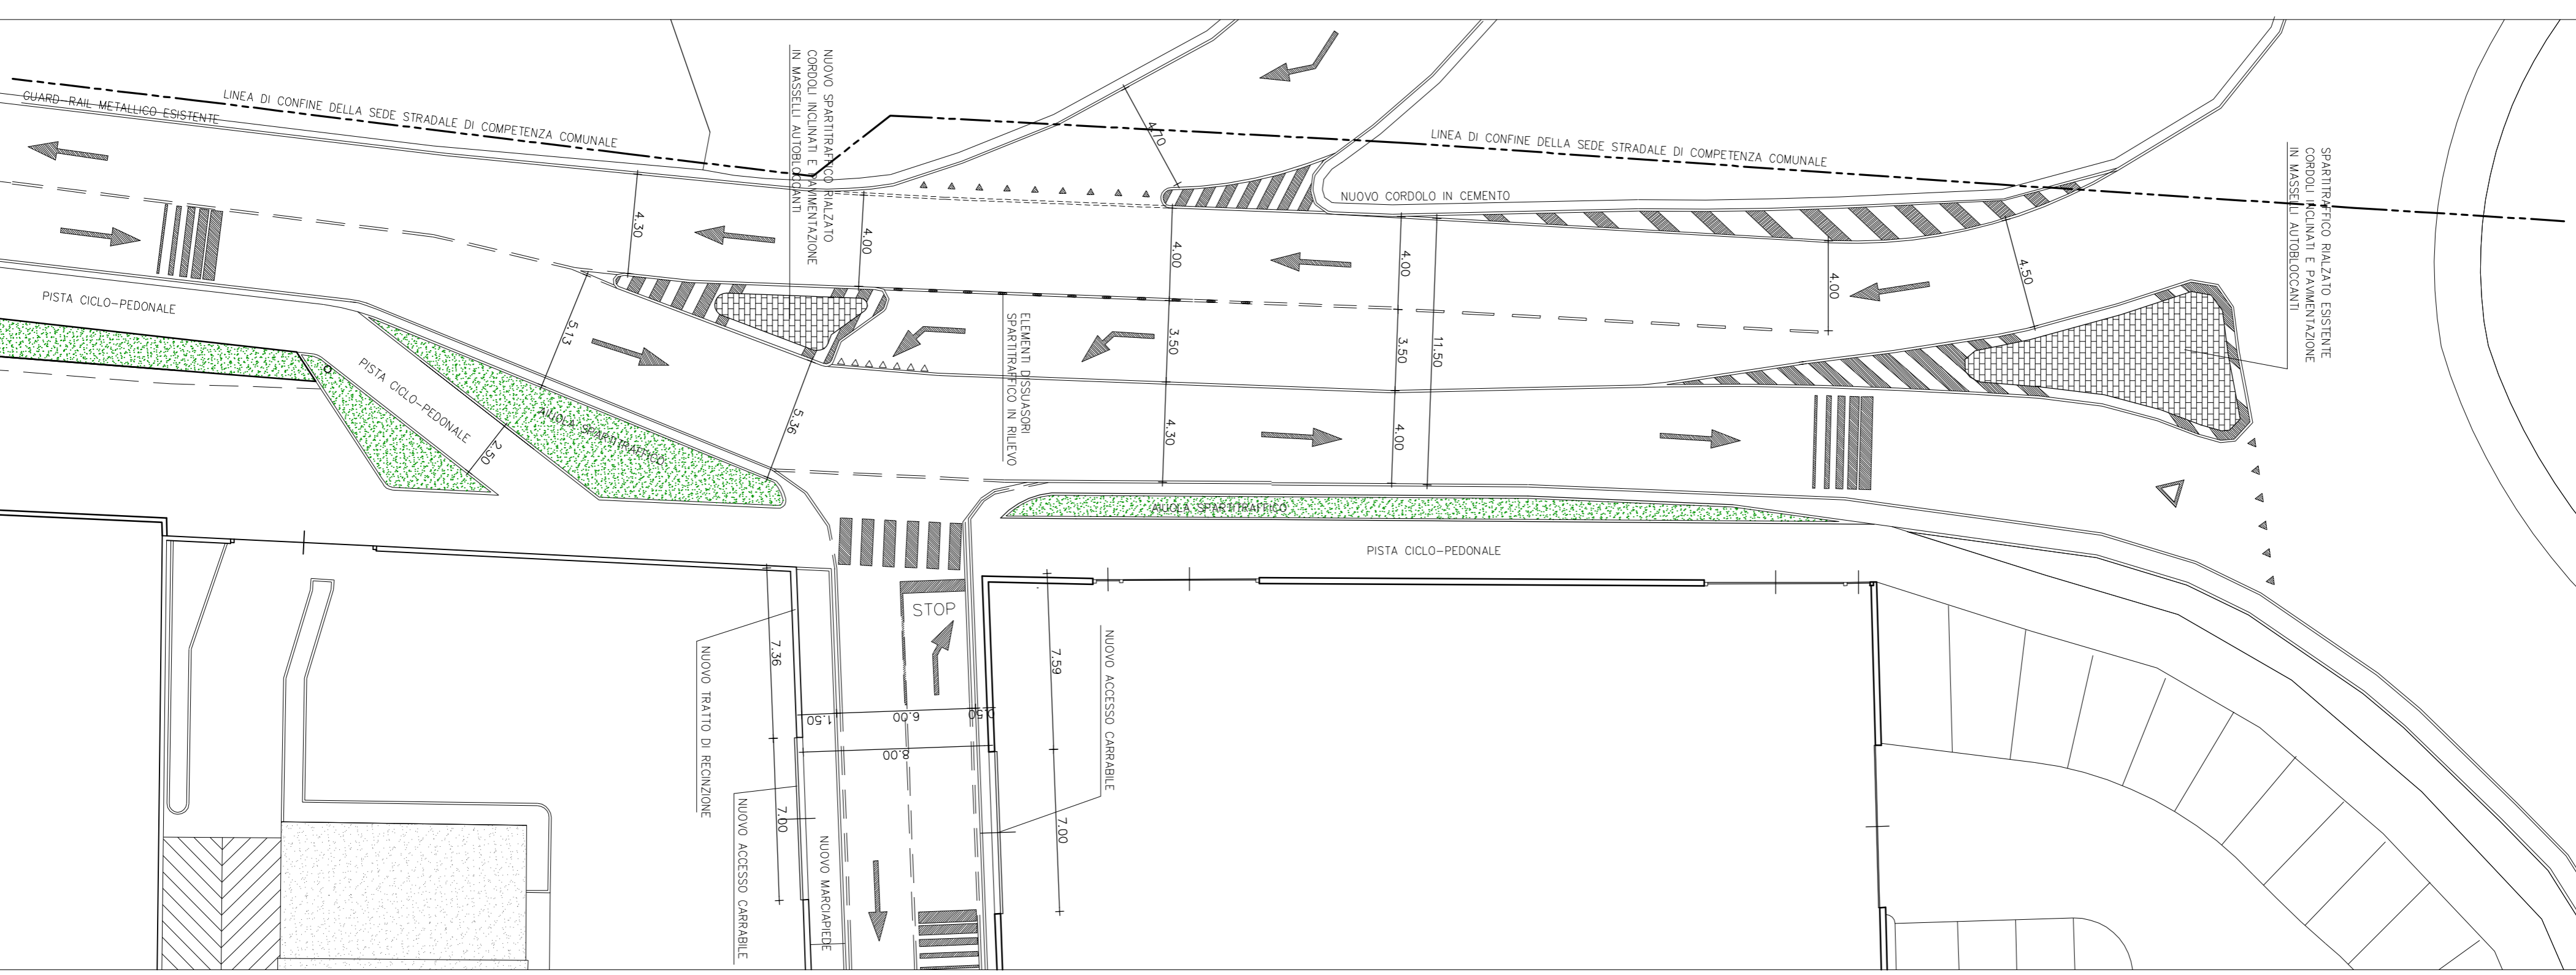 GUARD-RAIL METALLICO ESISTENTE
LINEA DI CONFINE DELLA SEDE STRADALE DI COMPETENZA COMUNALE
NUOVO SPARTITRAFFICO RIALZATO
CORDOLI INCLINATI E PAVIMENTAZIONE
IN MASSELLI AUTOBLOCCANTI
4.70
LINEA DI CONFINE DELLA SEDE STRADALE DI COMPETENZA COMUNALE
SPARTITRAFFICO RIALZATO ESISTENTE
CORDOLI INCLINATI E PAVIMENTAZIONE
IN MASSELLI AUTOBLOCCANTI
NUOVO CORDOLO IN CEMENTO
4.30
4.00
4.00
4.00
4.00
4.50
PISTA CICLO-PEDONALE
5.13
ELEMENTI DISSUASORI
SPARTITRAFFICO IN RILIEVO
3.50
3.50
11.50
PISTA CICLO-PEDONALE
AIUOLA SPARTITRAFFICO
2.50
5.36
4.30
4.00
AIUOLA SPARTITRAFFICO
PISTA CICLO-PEDONALE
STOP
7.36
7.59
NUOVO TRATTO DI RECINZIONE
NUOVO ACCESSO CARRABILE
1.50
6.00
0.50
8.00
7.00
7.00
NUOVO ACCESSO CARRABILE
NUOVO MARCIAPIEDE